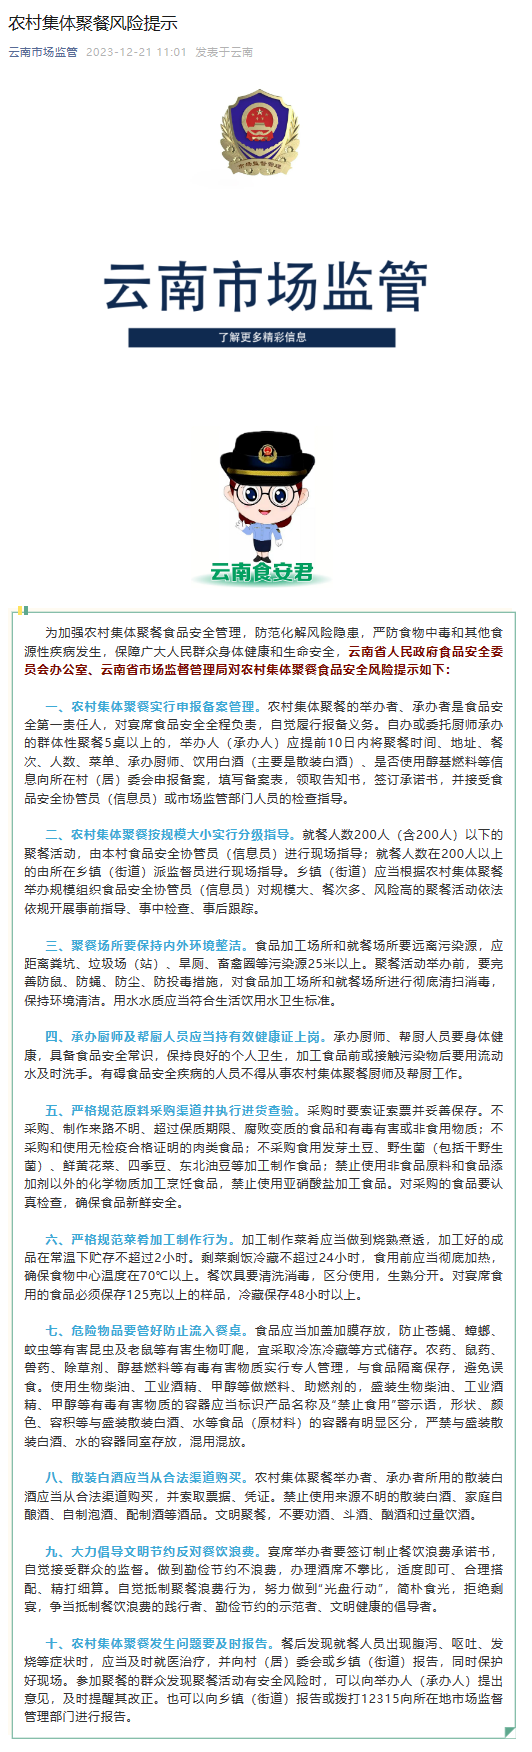 农村集体聚餐风险提示
云南市场监管 2023-12-21 11:01 发表于云南
市场监督管理
云南市场监管
了解更多精彩信息
云南食安君
为加强农村集体聚餐食品安全管理，防范化解风险隐患，严防食物中毒和其他食
源性疾病发生，保障广大人民群众身体健康和生命安全，云南省人民政府食品安全委
员会办公室、云南省市场监督管理局对农村集体聚餐食品安全风险提示如下：
一、农村集体聚餐实行申报备案管理。农村集体聚餐的举办者、承办者是食品安
全第一责任人，对宴席食品安全全程负责，自觉履行报备义务。自办或委托厨师承办
的群体性聚餐5桌以上的，举办人（承办人）应提前10日内将聚餐时间、地址、餐
次、人数、菜单、承办厨师、饮用白酒（主要是散装白酒）、是否使用醇基燃料等信
息向所在村（居）委会申报备案，填写备案表，领取告知书，签订承诺书，并接受食
品安全协管员（信息员）或市场监管部门人员的检查指导。
二、农村集体聚餐按规模大小实行分级指导。就餐人数200人（含200人）以下的
聚餐活动，由本村食品安全协管员（信息员）进行现场指导；就餐人数在200人以上
的由所在乡镇（街道）派监督员进行现场指导。乡镇（街道）应当根据农村集体聚餐
举办规模组织食品安全协管员（信息员）对规模大、餐次多、风险高的聚餐活动依法
依规开展事前指导、事中检查、事后跟踪。
三、聚餐场所要保持内外环境整洁。食品加工场所和就餐场所要远离污染源，应
距离粪坑、垃圾场（站）、旱厕、畜禽圈等污染源25米以上。聚餐活动举办前，要完
善防鼠、防蝇、防尘、防投毒措施，对食品加工场所和就餐场所进行彻底清扫消毒，
保持环境清洁。用水水质应当符合生活饮用水卫生标准。
四、承办厨师及帮厨人员应当持有效健康证上岗。承办厨师、帮厨人员要身体健
康，具备食品安全常识，保持良好的个人卫生，加工食品前或接触污染物后要用流动
水及时洗手。有碍食品安全疾病的人员不得从事农村集体聚餐厨师及帮厨工作。
五、严格规范原料采购渠道并执行进货查验。采购时要索证索票并妥善保存。不
采购、制作来路不明、超过保质期限、腐败变质的食品和有毒有害或非食用物质；不
采购和使用无检疫合格证明的肉类食品；不采购食用发芽土豆、野生菌（包括干野生
菌）、鲜黄花菜、四季豆、东北油豆等加工制作食品；禁止使用非食品原料和食品添
加剂以外的化学物质加工烹饪食品，禁止使用亚硝酸盐加工食品。对采购的食品要认
真检查，确保食品新鲜安全。
六、严格规范菜肴加工制作行为。加工制作菜肴应当做到烧熟煮透，加工好的成
品在常温下贮存不超过2小时。剩菜剩饭冷藏不超过24小时，食用前应当彻底加热，
确保食物中心温度在70℃以上。餐饮具要清洗消毒，区分使用，生熟分开。对宴席食
用的食品必须保存125克以上的样品，冷藏保存48小时以上。
七、危险物品要管好防止流入餐桌。食品应当加盖加膜存放，防止苍蝇、蟑螂、
蚊虫等有害昆虫及老鼠等有害生物叮爬，宜采取冷冻冷藏等方式储存。农药、鼠药、
兽药、除草剂、醇基燃料等有毒有害物质实行专人管理，与食品隔离保存，避免误
食。使用生物柴油、工业酒精、甲醇等做燃料、助燃剂的，盛装生物柴油、工业酒
精、甲醇等有毒有害物质的容器应当标识产品名称及“禁止食用”警示语，形状、颜
色、容积等与盛装散装白酒、水等食品（原材料）的容器有明显区分，严禁与盛装散
装白酒、水的容器同室存放，混用混放。
八、散装白酒应当从合法渠道购买。农村集体聚餐举办者、承办者所用的散装白
酒应当从合法渠道购买，并索取票据、凭证。禁止使用来源不明的散装白酒、家庭自
酿酒、自制泡酒、配制酒等酒品。文明聚餐，不要劝酒、斗酒、酗酒和过量饮酒。
九、大力倡导文明节约反对餐饮浪费。宴席举办者要签订制止餐饮浪费承诺书，
自觉接受群众的监督。做到勤俭节约不浪费，办理酒席不攀比，适度即可、合理搭
配、精打细算。自觉抵制聚餐浪费行为，努力做到“光盘行动”，简朴食光，拒绝剩
宴，争当抵制餐饮浪费的践行者、勤俭节约的示范者、文明健康的倡导者。
十、农村集体聚餐发生问题要及时报告。餐后发现就餐人员出现腹泻、呕吐、发
烧等症状时，应当及时就医治疗，并向村（居）委会或乡镇（街道）报告，同时保护
好现场。参加聚餐的群众发现聚餐活动有安全风险时，可以向举办人（承办人）提出
意见，及时提醒其改正。也可以向乡镇（街道）报告或拨打12315向所在地市场监督
管理部门进行报告。